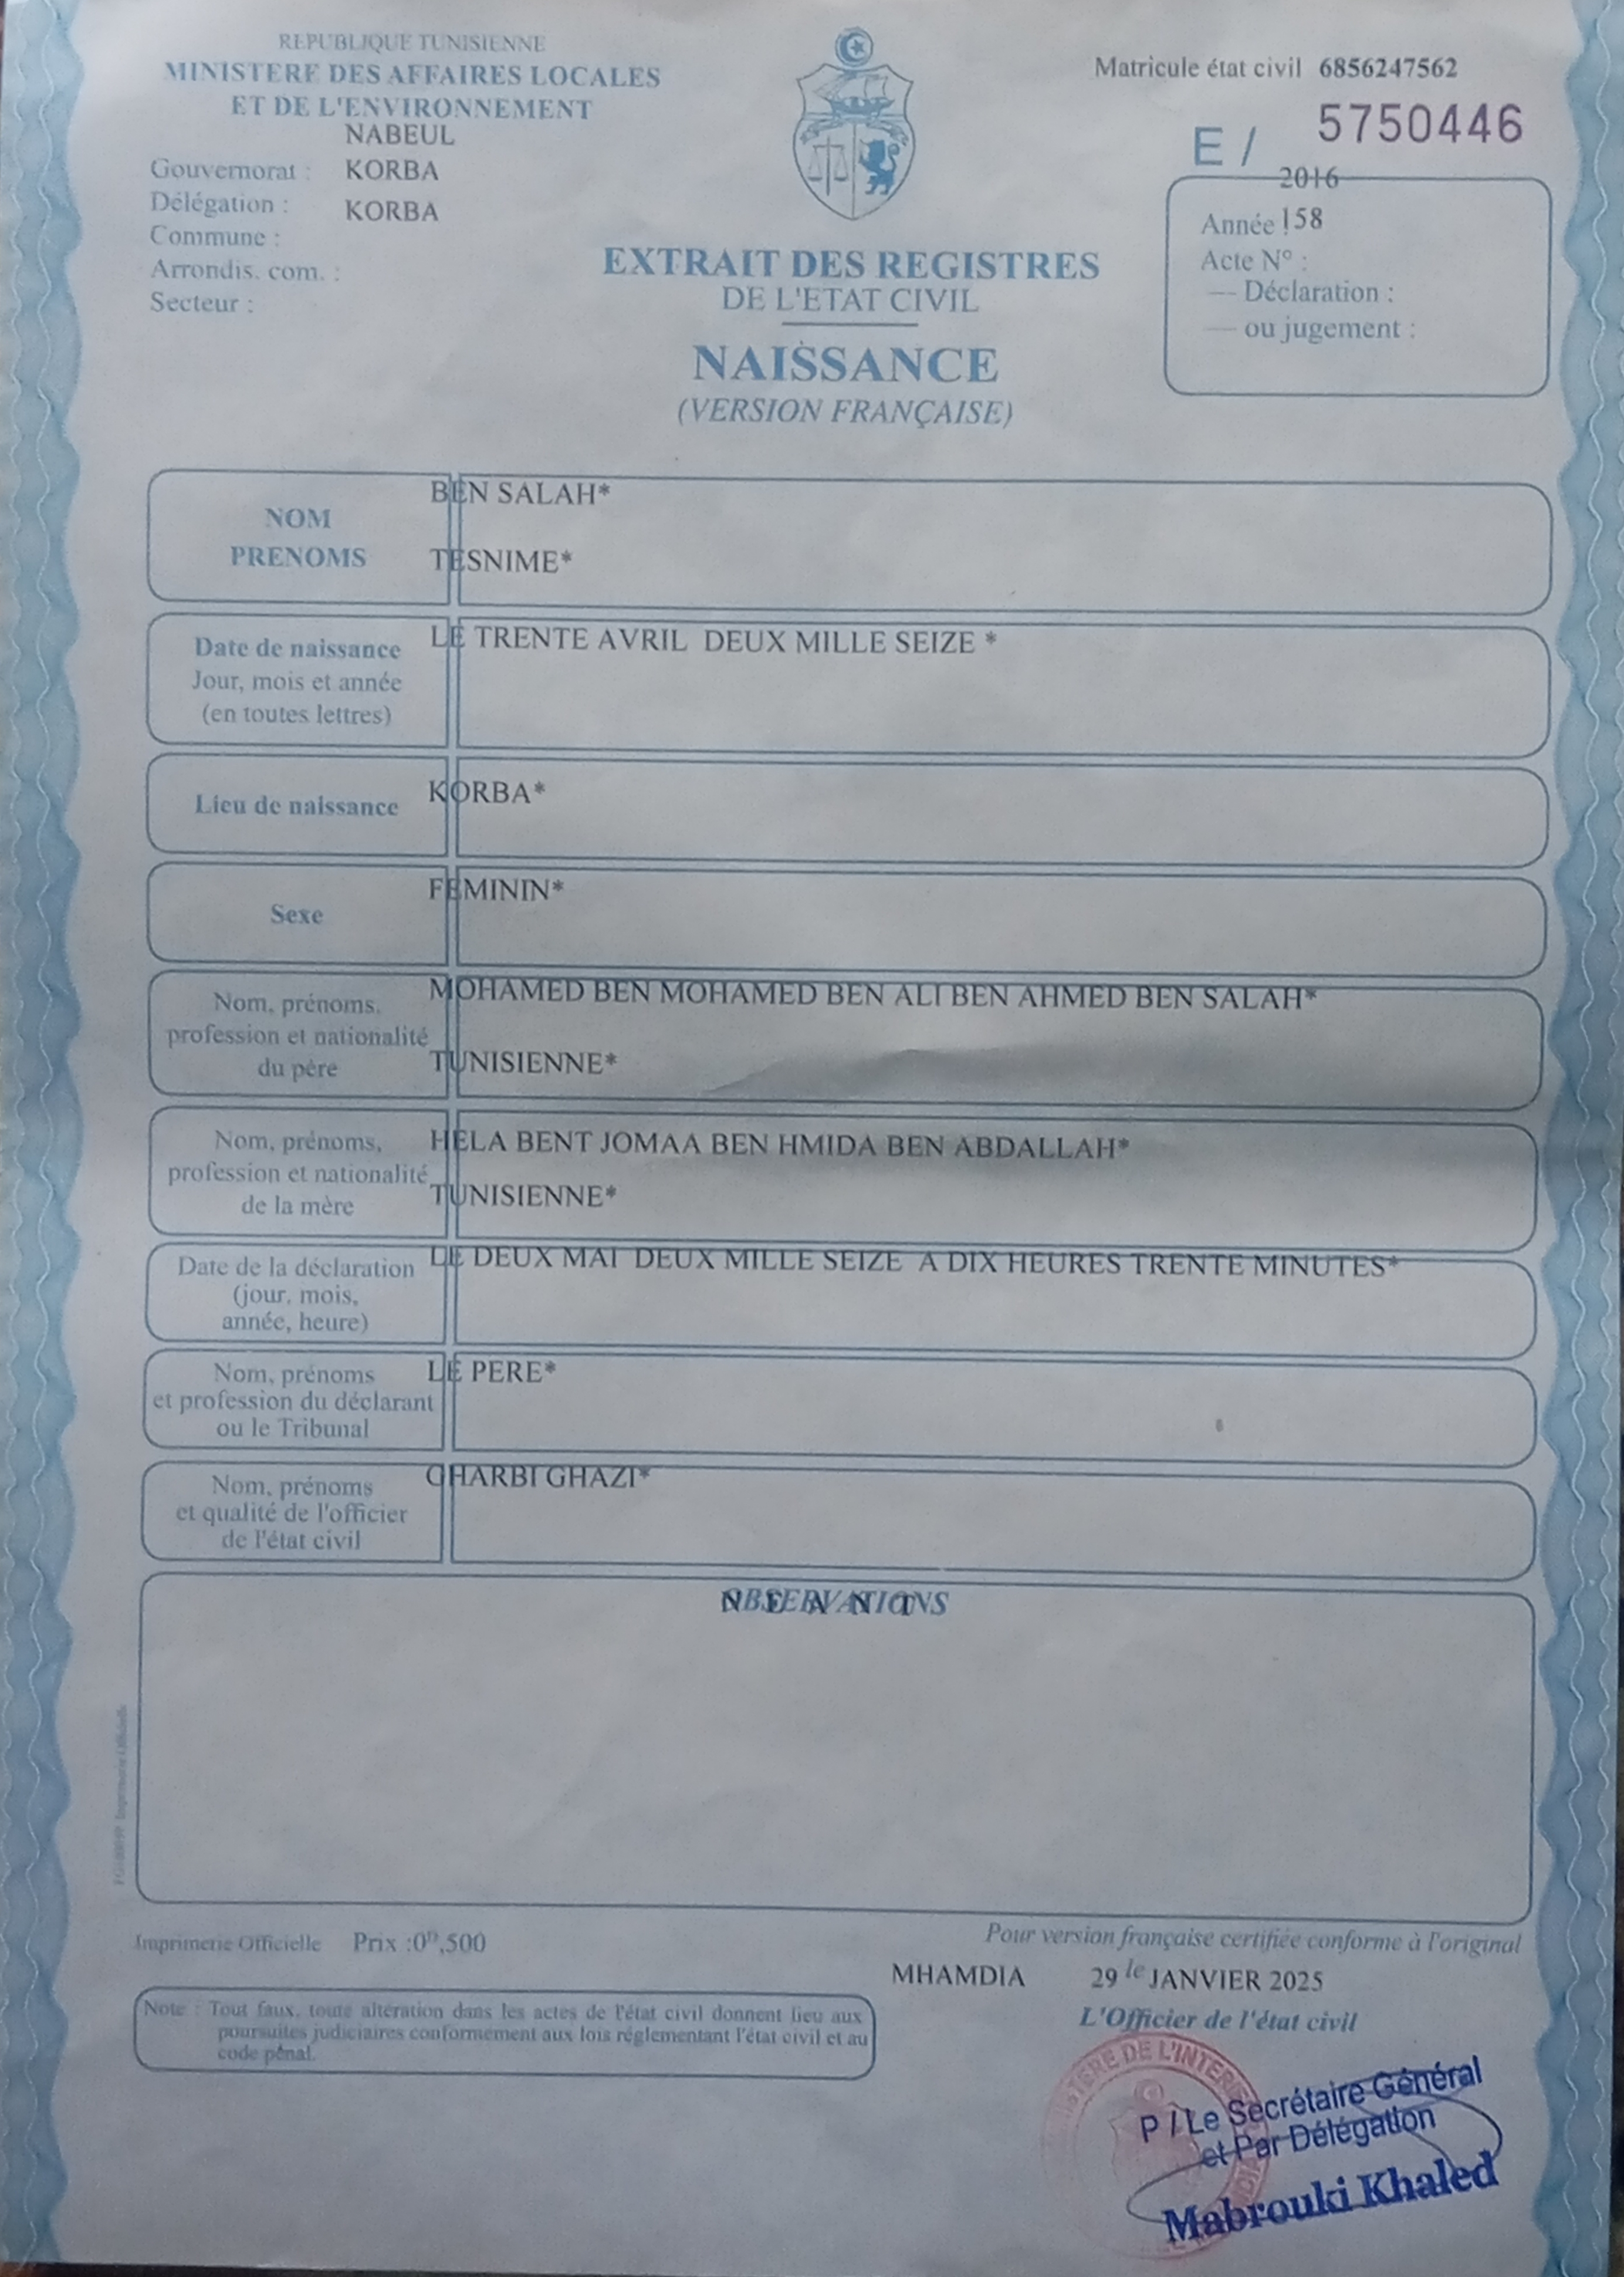 REPUBLIQUE TUNISIENNE
MINISTERE DES AFFAIRES LOCALES
ET DE L'ENVIRONNEMENT
NABEUL
Gouvernorat : KORBA
Délégation : KORBA
Commune :
Arrondis. com. :
Secteur :
Matricule état civil 6856247562
E / 5750446
2016
Année : 158
Acte N° :
— Déclaration :
— ou jugement :
EXTRAIT DES REGISTRES
DE L'ETAT CIVIL
NAISSANCE
(VERSION FRANÇAISE)
NOM BEN SALAH*
PRENOMS TESNIME*
Date de naissance LE TRENTE AVRIL DEUX MILLE SEIZE *
Jour, mois et année
(en toutes lettres)
Lieu de naissance KORBA*
Sexe FEMININ*
Nom, prénoms, MOHAMED BEN MOHAMED BEN ALI BEN AHMED BEN SALAH*
profession et nationalité
du père TUNISIENNE*
Nom, prénoms, HELA BENT JOMAA BEN HMIDA BEN ABDALLAH*
profession et nationalité TUNISIENNE*
de la mère
Date de la déclaration LE DEUX MAI DEUX MILLE SEIZE A DIX HEURES TRENTE MINUTES*
(jour, mois,
année, heure)
Nom, prénoms LE PERE*
et profession du déclarant
ou le Tribunal
Nom, prénoms GHARBI GHAZI*
et qualité de l'officier
de l'état civil
OBSERVATIONS
N E A N T
Imprimerie Officielle Prix :0ᴰ,500
Pour version française certifiée conforme à l'original
MHAMDIA 29 le JANVIER 2025
L'Officier de l'état civil
Note : Tout faux, toute altération dans les actes de l'état civil donnent lieu aux
poursuites judiciaires conformement aux lois réglementant l'état civil et au
code pénal.
P / Le Secrétaire Général
et Par Délégation
Mabrouki Khaled
Imprimerie Officielle